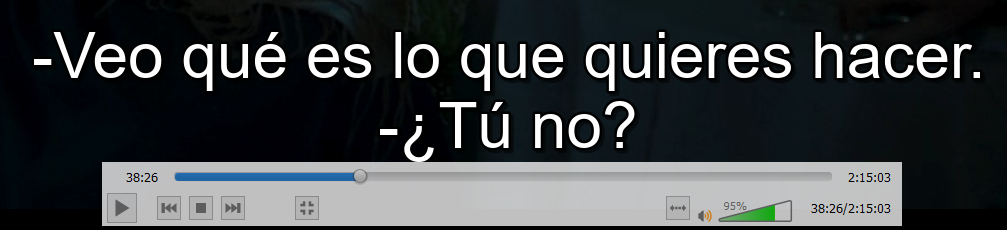 -Veo qué es lo que quieres hacer.
-¿Tú no?
38:26 2:15:03
95% 38:26/2:15:03